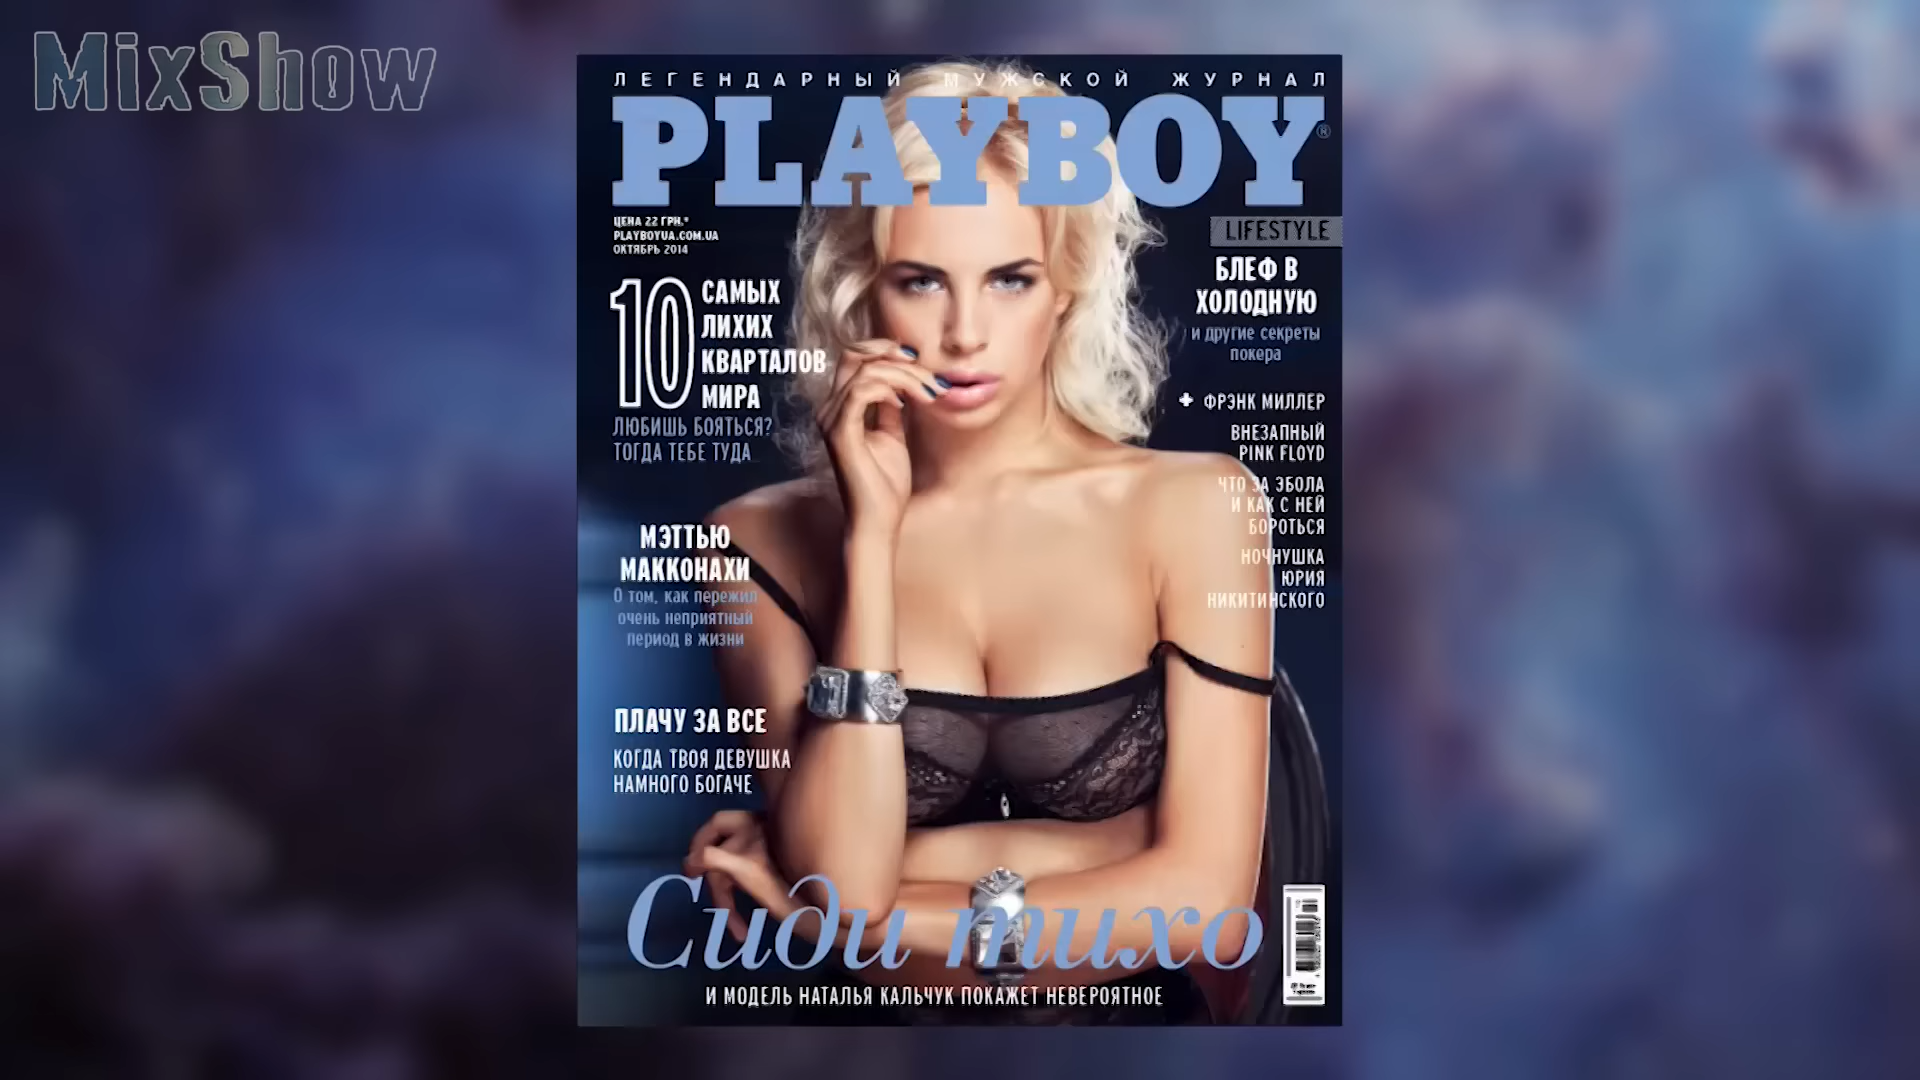 MixShow
ЛЕГЕНДАРНЫЙ МУЖСКОЙ ЖУРНАЛ
PLAYBOY®
ЦЕНА 22 ГРН.*
PLAYBOYUA.COM.UA
ОКТЯБРЬ 2014
10 САМЫХ
ЛИХИХ
КВАРТАЛОВ
МИРА
ЛЮБИШЬ БОЯТЬСЯ?
ТОГДА ТЕБЕ ТУДА
МЭТТЬЮ
МАККОНАХИ
О том, как пережил
очень неприятный
период в жизни
ПЛАЧУ ЗА ВСЕ
КОГДА ТВОЯ ДЕВУШКА
НАМНОГО БОГАЧЕ
LIFESTYLE
БЛЕФ В
ХОЛОДНУЮ
и другие секреты
покера
+ ФРЭНК МИЛЛЕР
ВНЕЗАПНЫЙ
PINK FLOYD
ЧТО ЗА ЭБОЛА
И КАК С НЕЙ
БОРОТЬСЯ
НОЧНУШКА
ЮРИЯ
НИКИТИНСКОГО
Сиди тихо
И МОДЕЛЬ НАТАЛЬЯ КАЛЬЧУК ПОКАЖЕТ НЕВЕРОЯТНОЕ